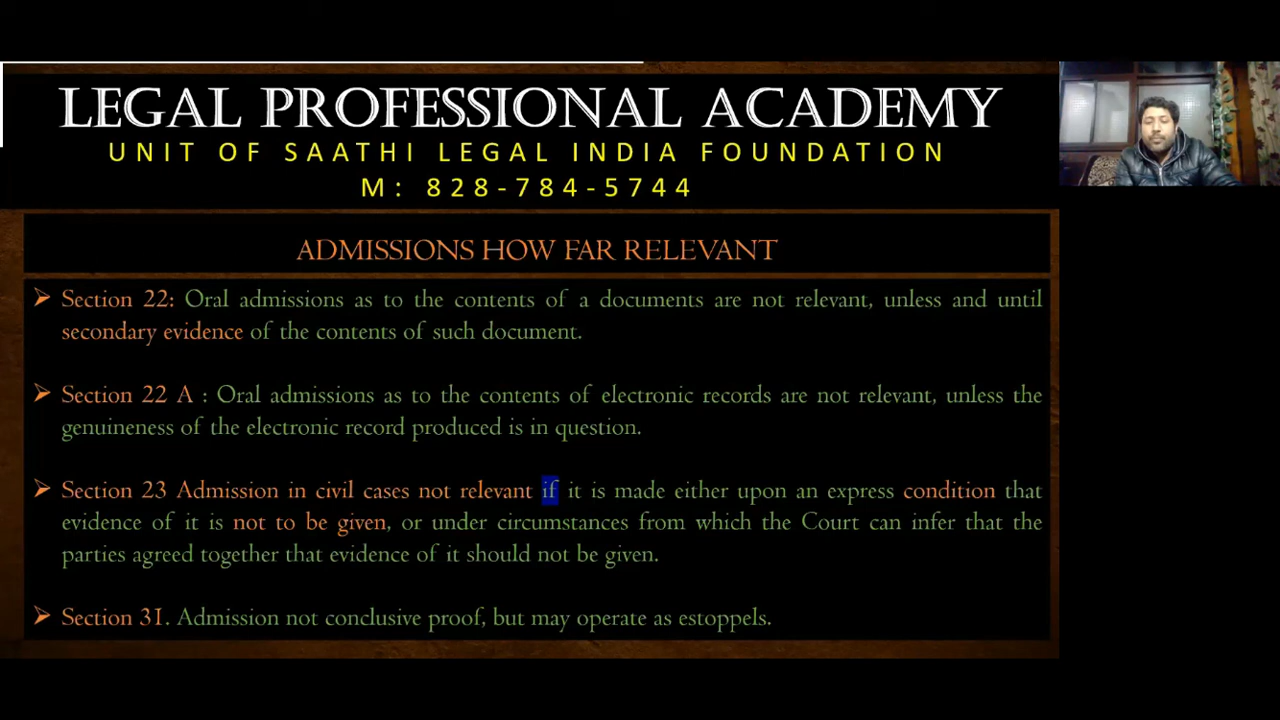 LEGAL PROFESSIONAL ACADEMY
UNIT OF SAATHI LEGAL INDIA FOUNDATION
M: 828-784-5744
ADMISSIONS HOW FAR RELEVANT
Section 22: Oral admissions as to the contents of a documents are not relevant, unless and until
secondary evidence of the contents of such document.
Section 22 A : Oral admissions as to the contents of electronic records are not relevant, unless the
genuineness of the electronic record produced is in question.
Section 23 Admission in civil cases not relevant if it is made either upon an express condition that
evidence of it is not to be given, or under circumstances from which the Court can infer that the
parties agreed together that evidence of it should not be given.
Section 31. Admission not conclusive proof, but may operate as estoppels.